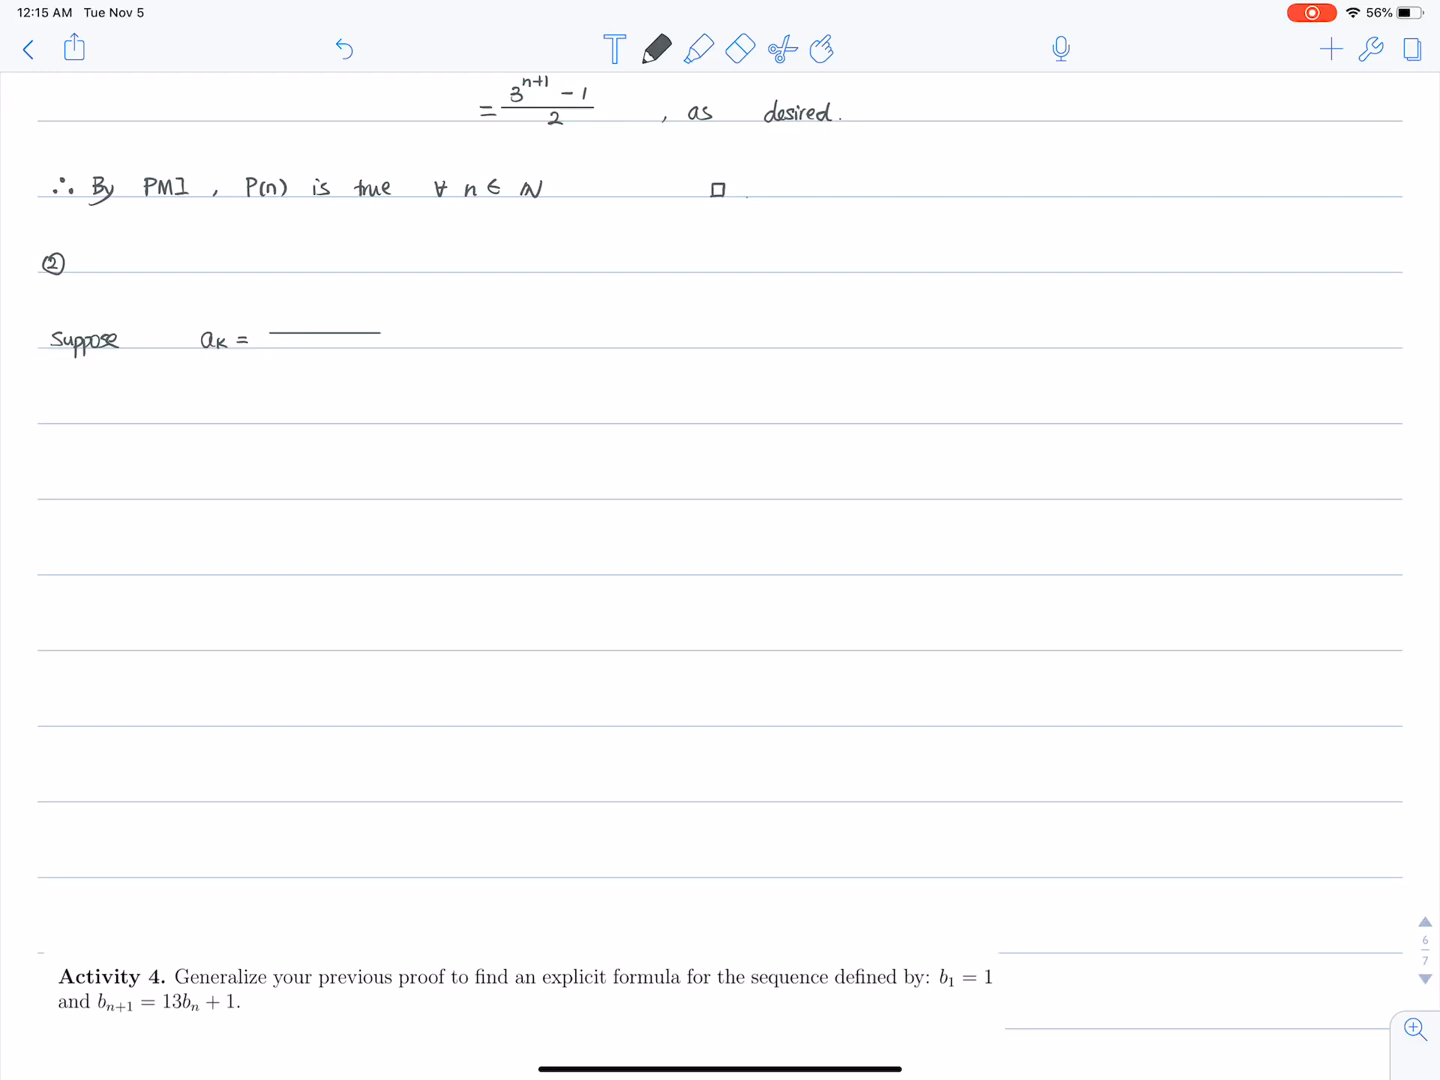 12:15 AM Tue Nov 5
56%
= \frac{3^{n+1} - 1}{2} , as desired.
∴ By PMI , P(n) is true ∀ n ∈ ℕ □ .
②
Suppose a_k = ______
Activity 4. Generalize your previous proof to find an explicit formula for the sequence defined by: b_1 = 1
and b_{n+1} = 13b_n + 1.
6
7